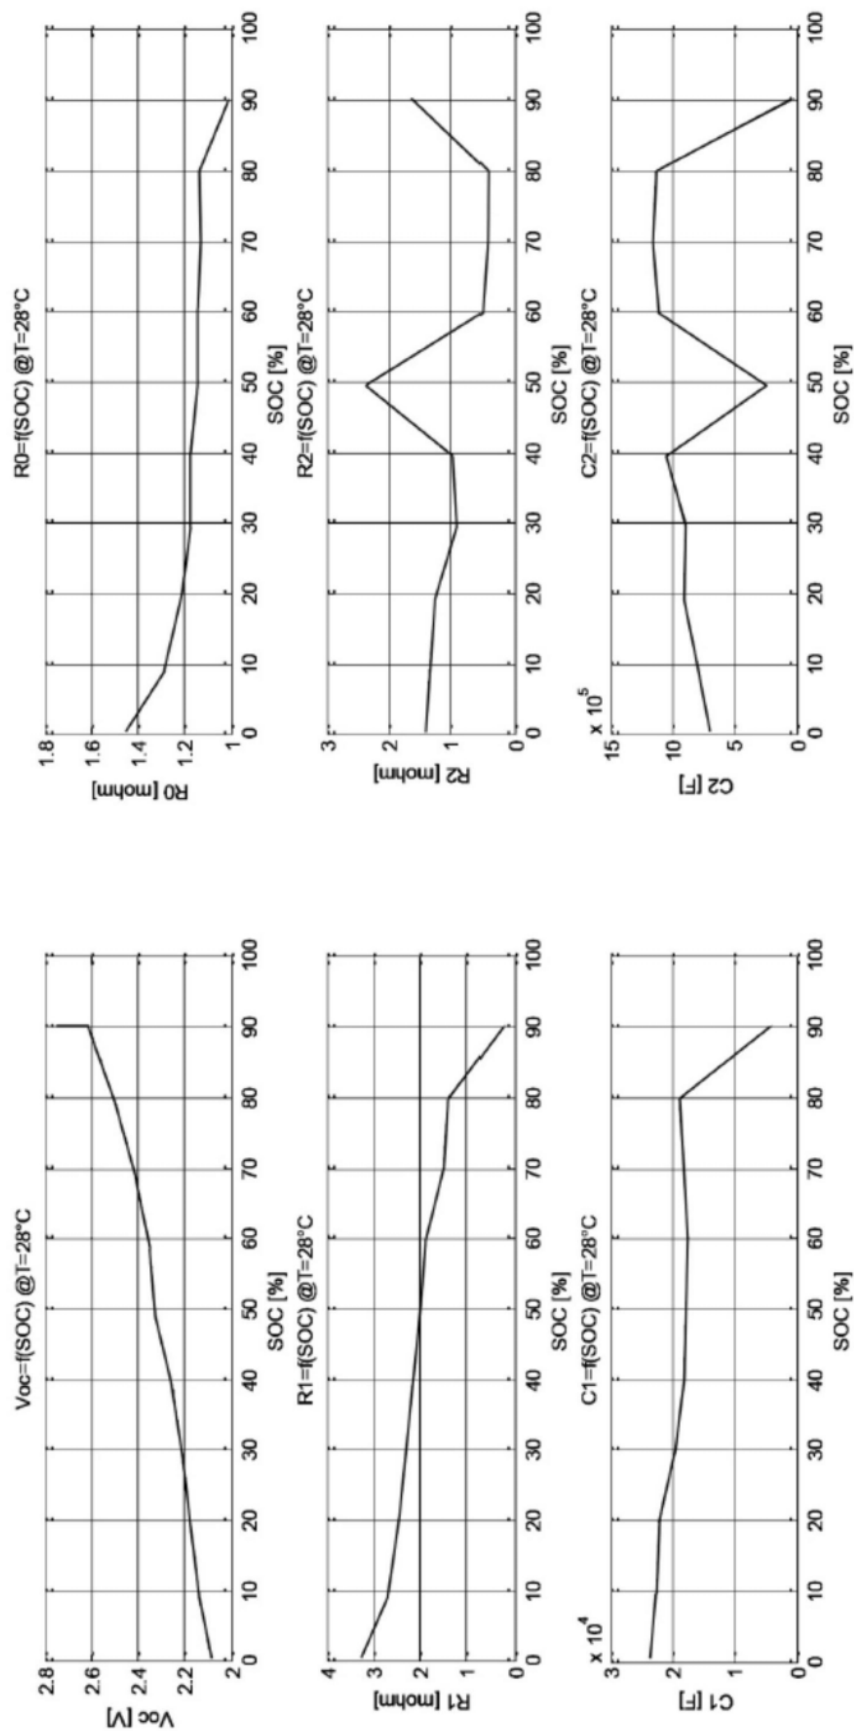 Voc=f(SOC) @T=28°C
Voc [V]
2.8
2.6
2.4
2.2
2
0 10 20 30 40 50 60 70 80 90 100
SOC [%]
R0=f(SOC) @T=28°C
R0 [mohm]
1.8
1.6
1.4
1.2
1
0 10 20 30 40 50 60 70 80 90 100
SOC [%]
R1=f(SOC) @T=28°C
R1 [mohm]
4
3
2
1
0
0 10 20 30 40 50 60 70 80 90 100
SOC [%]
R2=f(SOC) @T=28°C
R2 [mohm]
3
2
1
0
0 10 20 30 40 50 60 70 80 90 100
SOC [%]
C1=f(SOC) @T=28°C
x 10⁴
C1 [F]
3
2
1
0
0 10 20 30 40 50 60 70 80 90 100
SOC [%]
C2=f(SOC) @T=28°C
x 10⁵
C2 [F]
15
10
5
0
0 10 20 30 40 50 60 70 80 90 100
SOC [%]